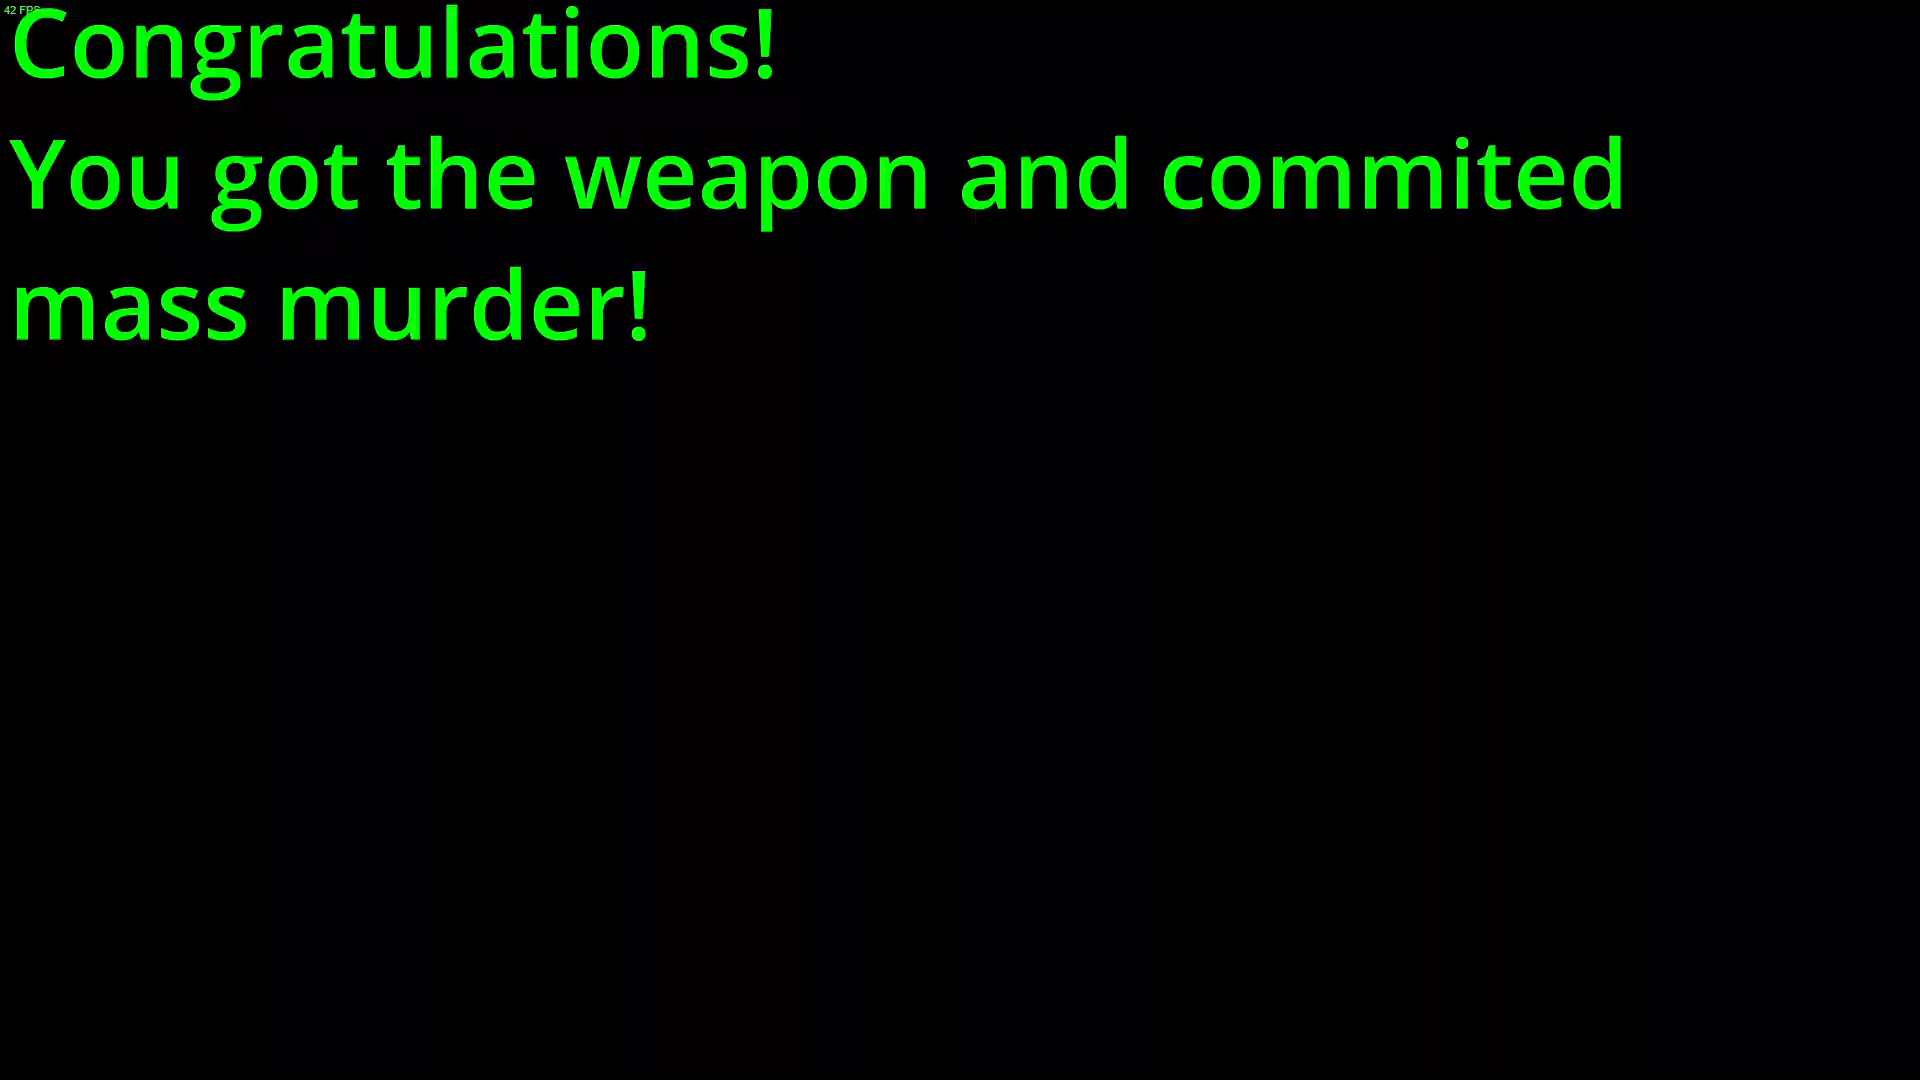 42 FPS
Congratulations!
You got the weapon and commited
mass murder!